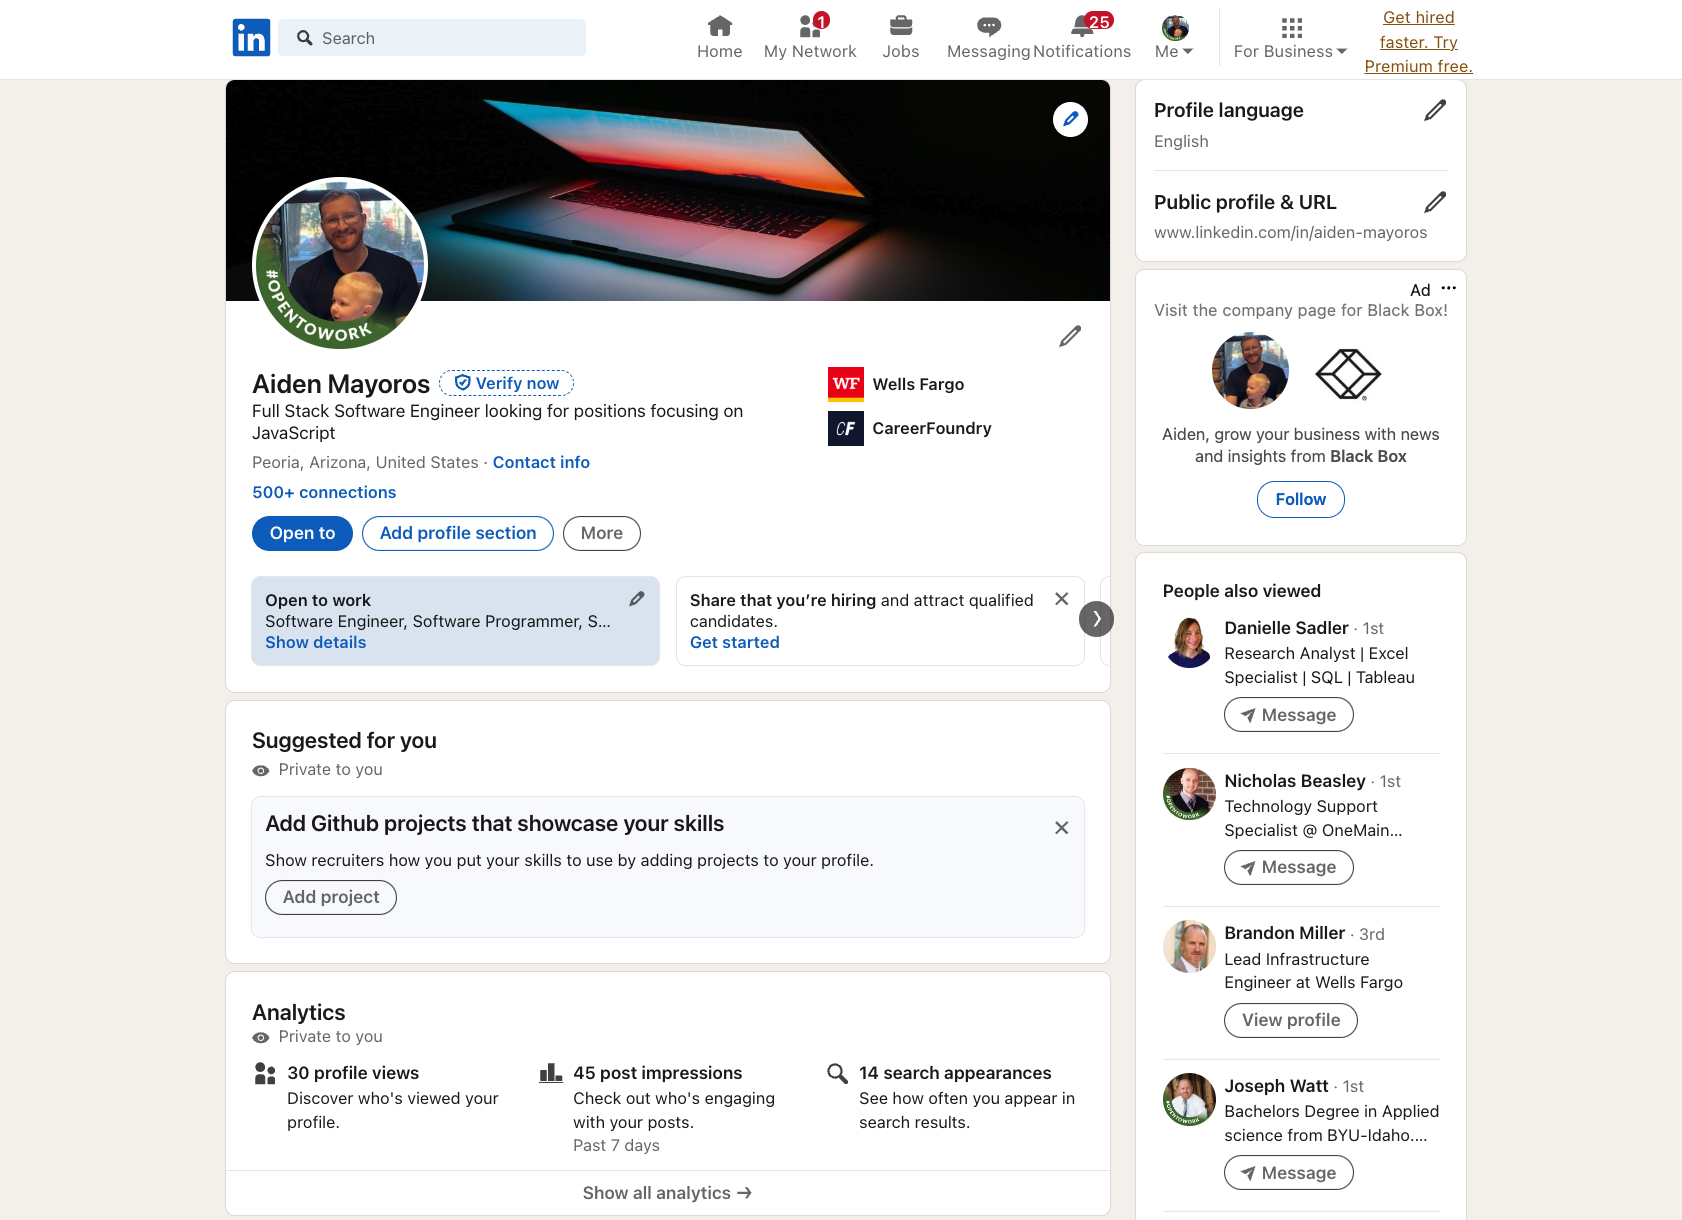 in
Search
Home
1
My Network
Jobs
Messaging
25
Notifications
Me
For Business
Get hired
faster. Try
Premium free.
#OPENTOWORK
Aiden Mayoros
Verify now
Full Stack Software Engineer looking for positions focusing on
JavaScript
Peoria, Arizona, United States · Contact info
500+ connections
WF Wells Fargo
CF CareerFoundry
Open to
Add profile section
More
Open to work
Software Engineer, Software Programmer, S...
Show details
Share that you're hiring and attract qualified
candidates.
Get started
Suggested for you
Private to you
Add Github projects that showcase your skills
Show recruiters how you put your skills to use by adding projects to your profile.
Add project
Analytics
Private to you
30 profile views
Discover who's viewed your
profile.
45 post impressions
Check out who's engaging
with your posts.
Past 7 days
14 search appearances
See how often you appear in
search results.
Show all analytics →
Profile language
English
Public profile & URL
www.linkedin.com/in/aiden-mayoros
Ad ...
Visit the company page for Black Box!
Aiden, grow your business with news
and insights from Black Box
Follow
People also viewed
Danielle Sadler · 1st
Research Analyst | Excel
Specialist | SQL | Tableau
Message
#OPENTOWORK
Nicholas Beasley · 1st
Technology Support
Specialist @ OneMain...
Message
Brandon Miller · 3rd
Lead Infrastructure
Engineer at Wells Fargo
View profile
#OPENTOWORK
Joseph Watt · 1st
Bachelors Degree in Applied
science from BYU-Idaho....
Message